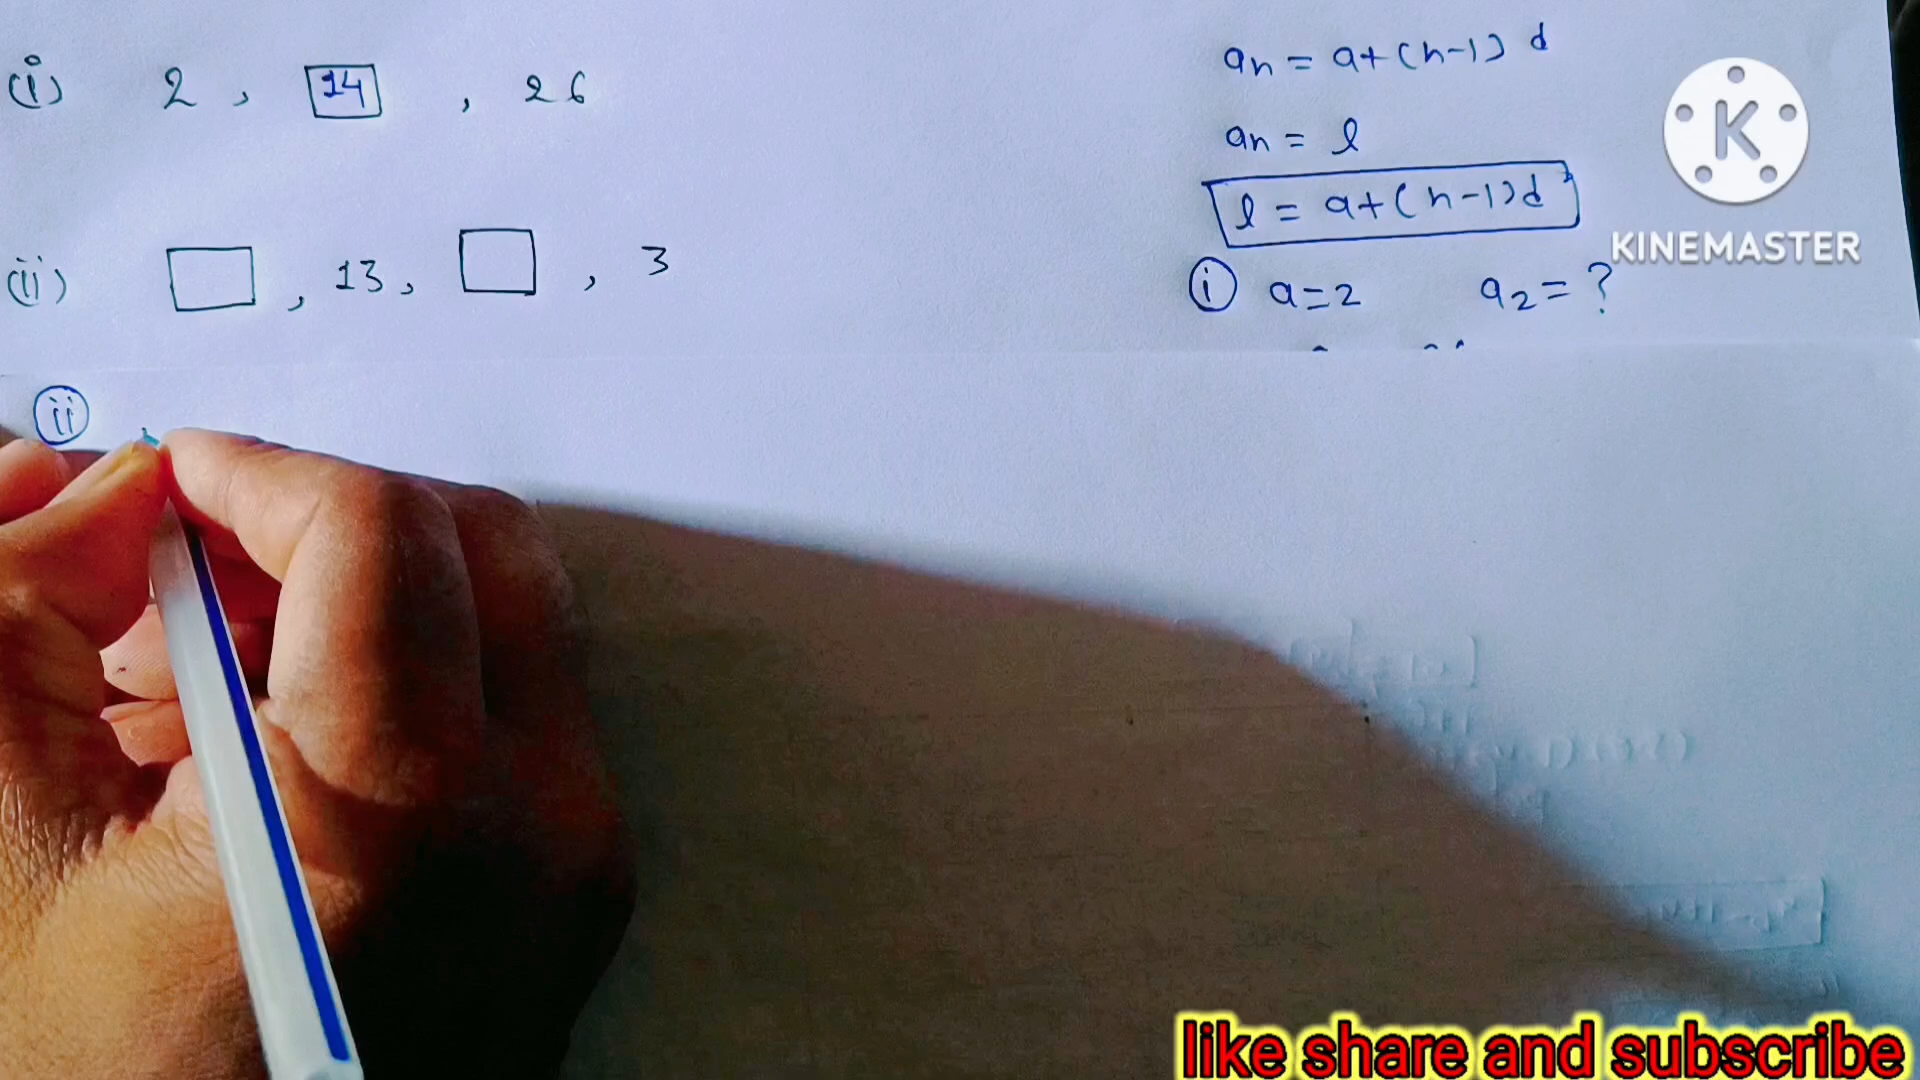 (i) 2 , 14 , 26
(ii) □ , 13 , □ , 3
an = a+(n-1) d
an = l
l = a+(n-1)d
(i) a=2 a2= ?
(ii)
KINEMASTER
like share and subscribe